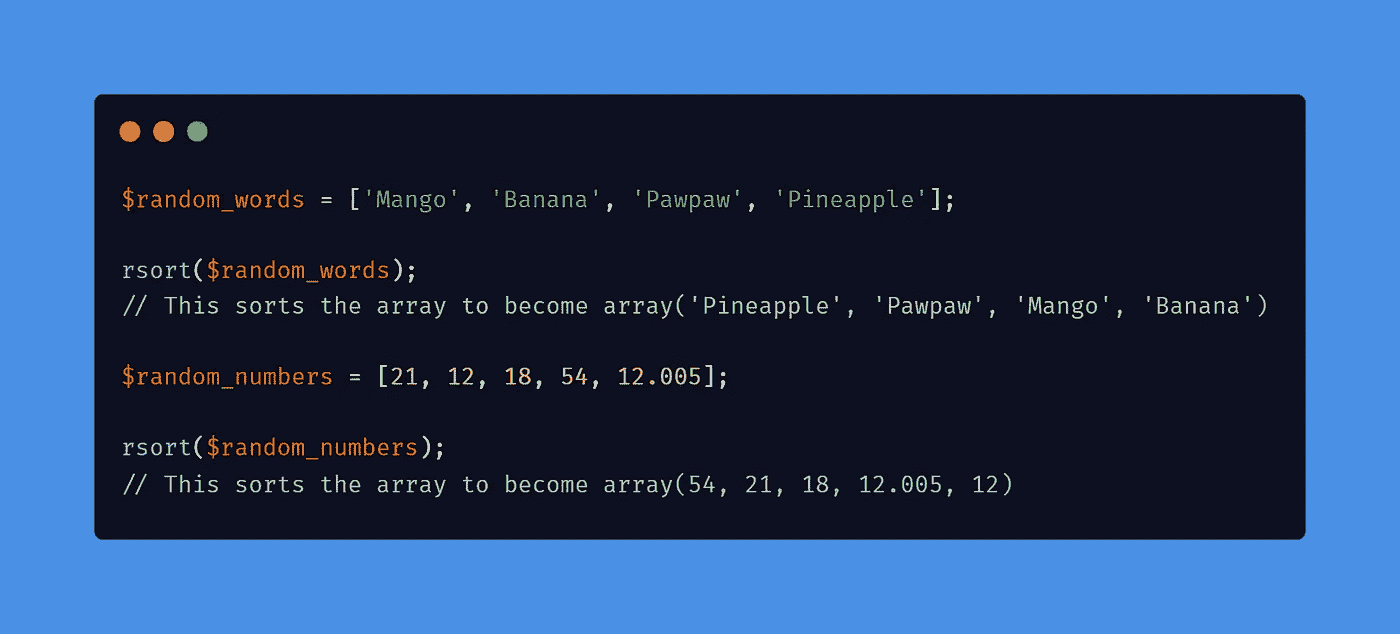 $random_words = ['Mango', 'Banana', 'Pawpaw', 'Pineapple'];
rsort($random_words);
// This sorts the array to become array('Pineapple', 'Pawpaw', 'Mango', 'Banana')
$random_numbers = [21, 12, 18, 54, 12.005];
rsort($random_numbers);
// This sorts the array to become array(54, 21, 18, 12.005, 12)